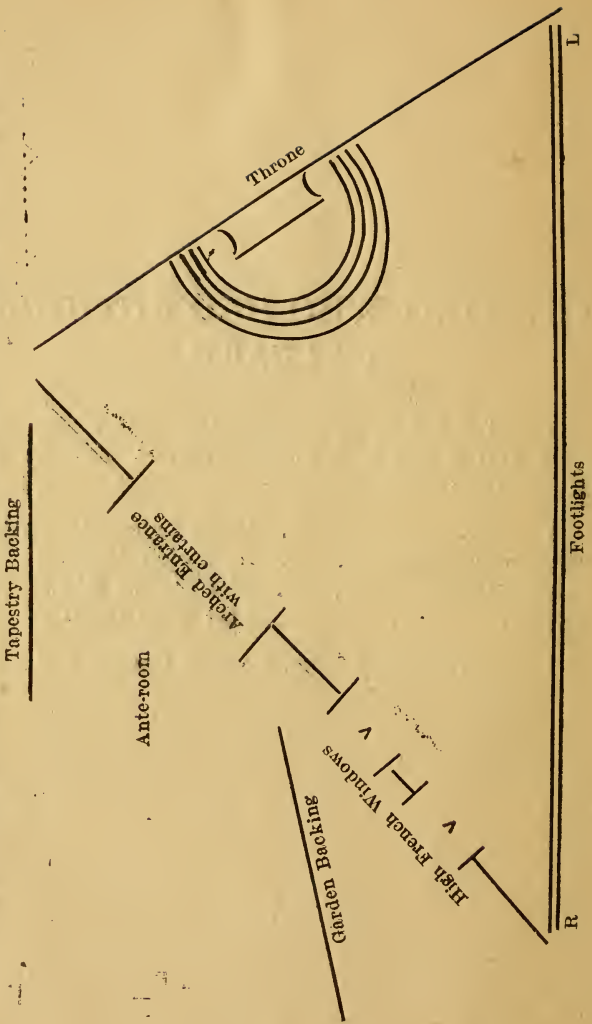 Tapestry Backing
Ante-room
Arched Entrance
with curtains
Throne
Garden Backing
High French Windows
R
Footlights
L